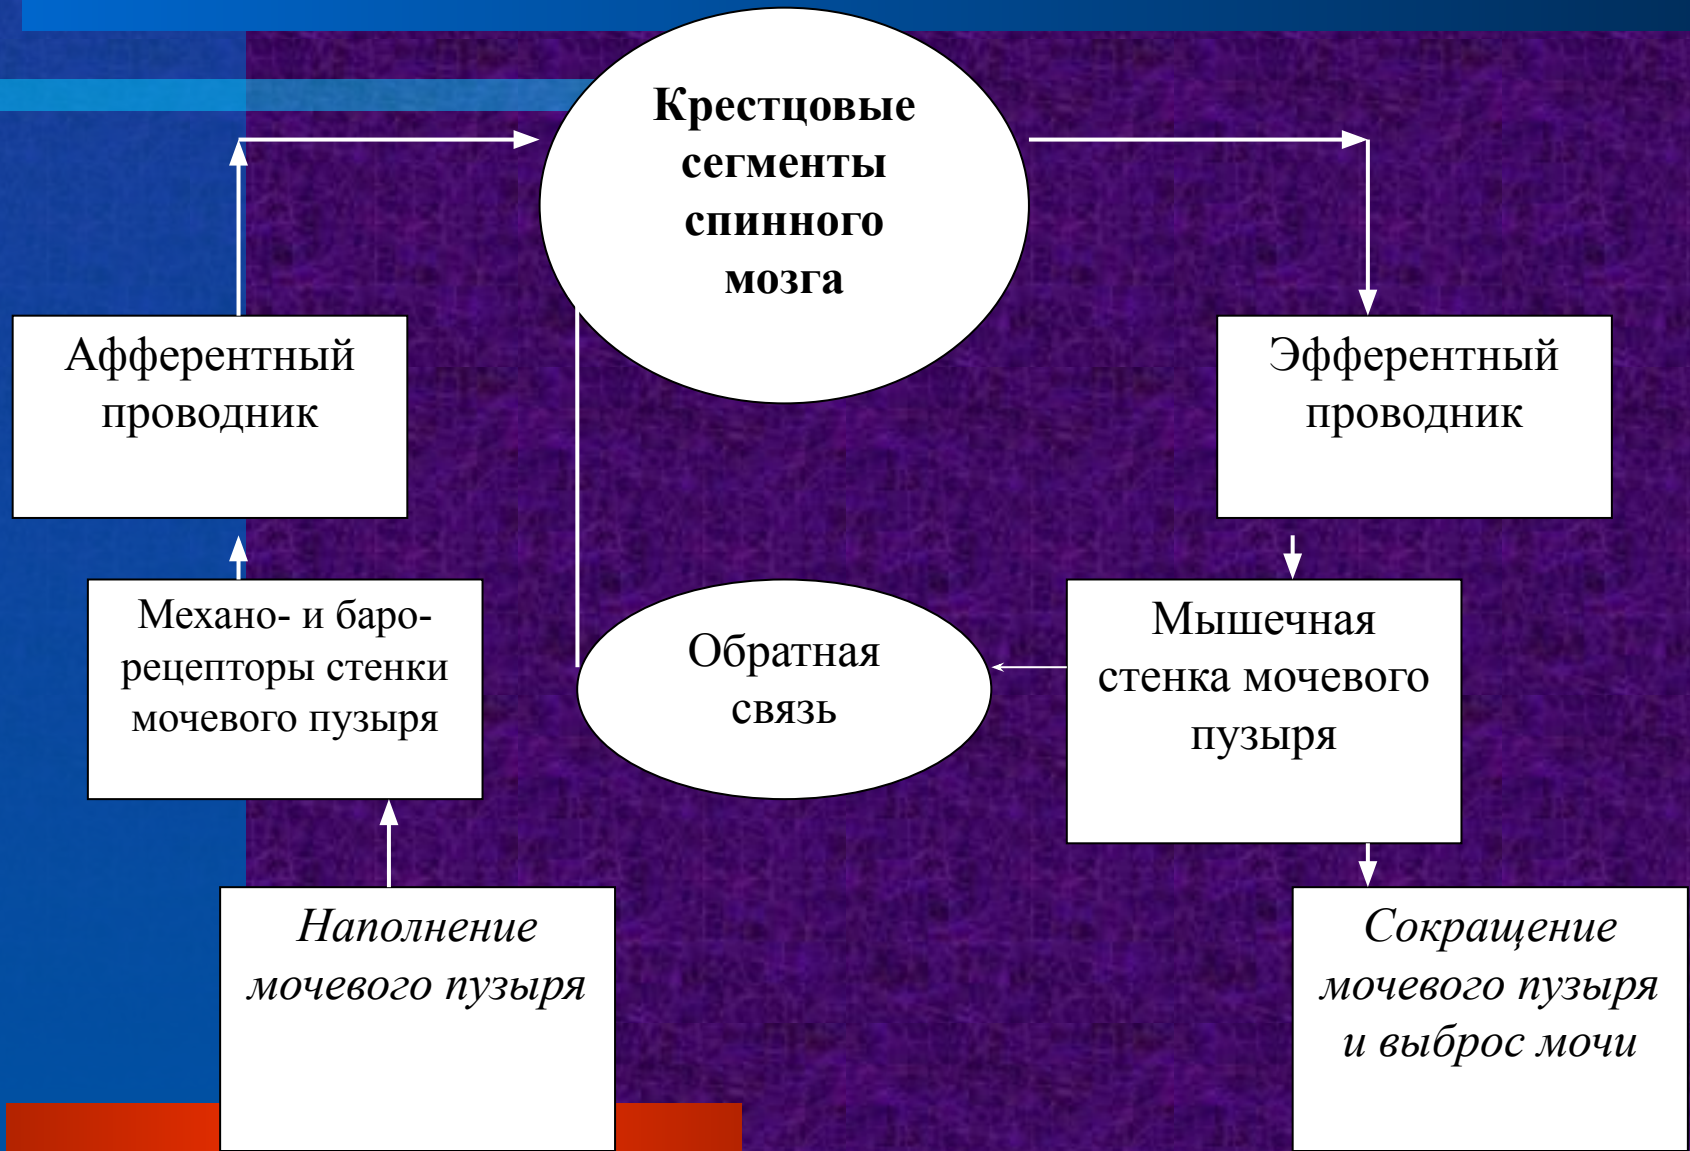 Крестцовые
сегменты
спинного
мозга
Афферентный
проводник
Эфферентный
проводник
Механо- и баро-
рецепторы стенки
мочевого пузыря
Обратная
связь
Мышечная
стенка мочевого
пузыря
Наполнение
мочевого пузыря
Сокращение
мочевого пузыря
и выброс мочи